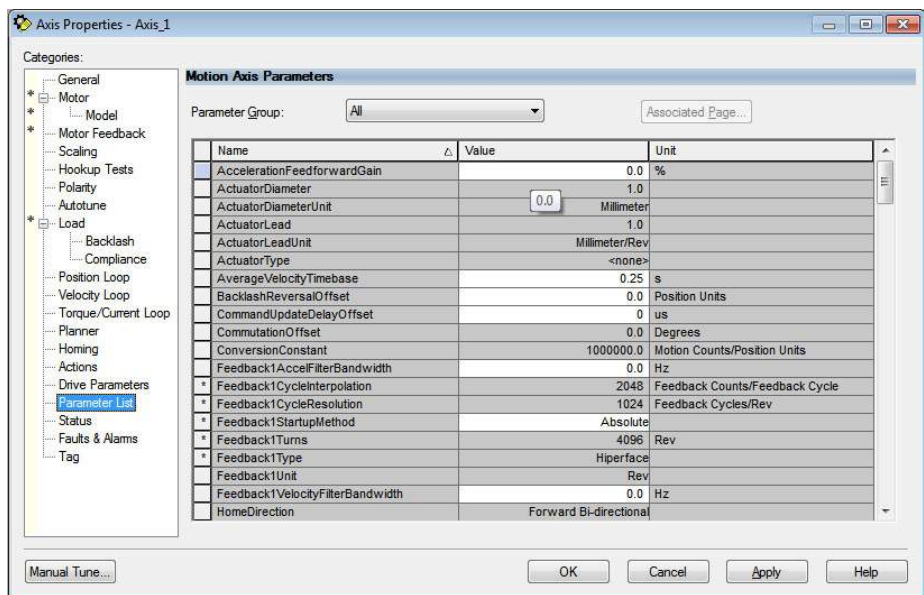 Axis Properties - Axis_1
Categories:
General
* Motor
* Model
* Motor Feedback
Scaling
Hookup Tests
Polarity
Autotune
* Load
Backlash
Compliance
Position Loop
Velocity Loop
Torque/Current Loop
Planner
Homing
Actions
Drive Parameters
Parameter List
Status
Faults & Alarms
Tag
Motion Axis Parameters
Parameter Group: All Associated Page...
Name Value Unit
AccelerationFeedforwardGain 0.0 %
ActuatorDiameter 1.0
0.0
ActuatorDiameterUnit Millimeter
ActuatorLead 1.0
ActuatorLeadUnit Millimeter/Rev
ActuatorType <none>
AverageVelocityTimebase 0.25 s
BacklashReversalOffset 0.0 Position Units
CommandUpdateDelayOffset 0 us
CommutationOffset 0.0 Degrees
ConversionConstant 1000000.0 Motion Counts/Position Units
Feedback1AccelFilterBandwidth 0.0 Hz
* Feedback1CycleInterpolation 2048 Feedback Counts/Feedback Cycle
* Feedback1CycleResolution 1024 Feedback Cycles/Rev
* Feedback1StartupMethod Absolute
* Feedback1Turns 4096 Rev
* Feedback1Type Hiperface
Feedback1Unit Rev
Feedback1VelocityFilterBandwidth 0.0 Hz
HomeDirection Forward Bi-directional
Manual Tune... OK Cancel Apply Help